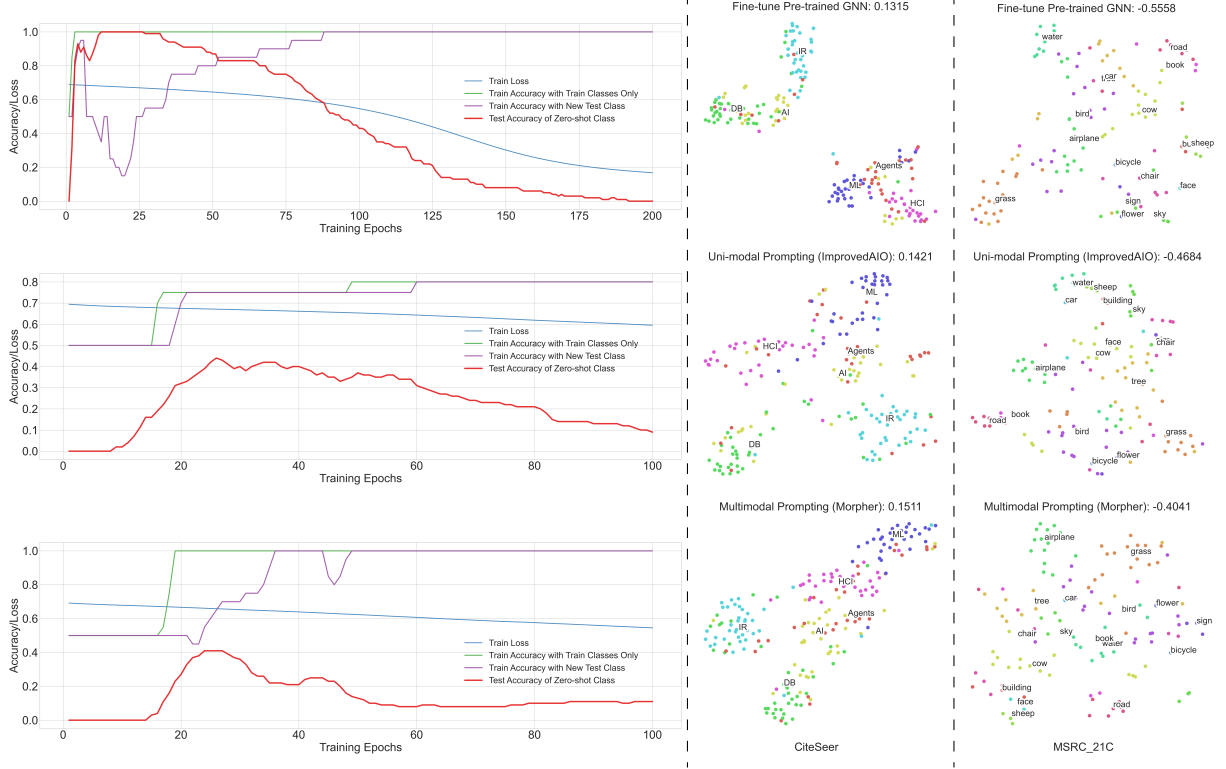 Accuracy/Loss
1.0
0.8
0.6
0.4
0.2
0.0
0
25
50
75
100
125
150
175
200
Training Epochs
Train Loss
Train Accuracy with Train Classes Only
Train Accuracy with New Test Class
Test Accuracy of Zero-shot Class
Fine-tune Pre-trained GNN: 0.1315
IR
DB
AI
Agents
ML
HCI
Fine-tune Pre-trained GNN: -0.5558
water
road
book
car
bird
cow
airplane
sheep
bicycle
chair
face
grass
sign
flower
sky
Accuracy/Loss
0.8
0.7
0.6
0.5
0.4
0.3
0.2
0.1
0.0
0
20
40
60
80
100
Training Epochs
Train Loss
Train Accuracy with Train Classes Only
Train Accuracy with New Test Class
Test Accuracy of Zero-shot Class
Uni-modal Prompting (ImprovedAIO): 0.1421
ML
HCI
Agents
AI
IR
DB
Uni-modal Prompting (ImprovedAIO): -0.4684
water
sheep
car
building
sky
face
chair
cow
airplane
tree
book
road
bird
grass
flower
bicycle
Accuracy/Loss
1.0
0.8
0.6
0.4
0.2
0.0
0
20
40
60
80
100
Training Epochs
Train Loss
Train Accuracy with Train Classes Only
Train Accuracy with New Test Class
Test Accuracy of Zero-shot Class
Multimodal Prompting (Morpher): 0.1511
ML
HCI
Agents
IR
AI
DB
CiteSeer
Multimodal Prompting (Morpher): -0.4041
airplane
grass
tree
car
bird
flower
sign
chair
sky
book
water
bicycle
cow
building
face
road
sheep
MSRC_21C